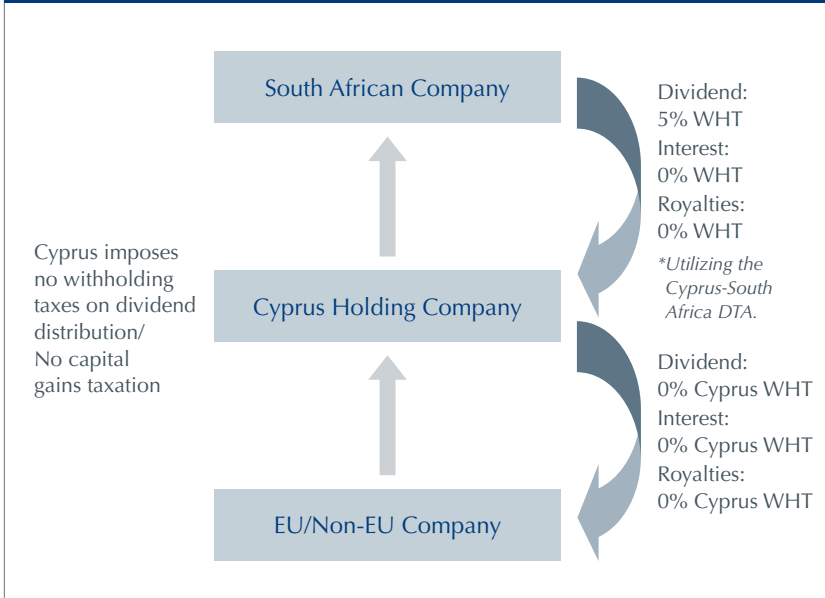 South African Company
Dividend:
5% WHT
Interest:
0% WHT
Royalties:
0% WHT
*Utilizing the
Cyprus-South
Africa DTA.
Cyprus imposes
no withholding
taxes on dividend
distribution/
No capital
gains taxation
Cyprus Holding Company
Dividend:
0% Cyprus WHT
Interest:
0% Cyprus WHT
Royalties:
0% Cyprus WHT
EU/Non-EU Company